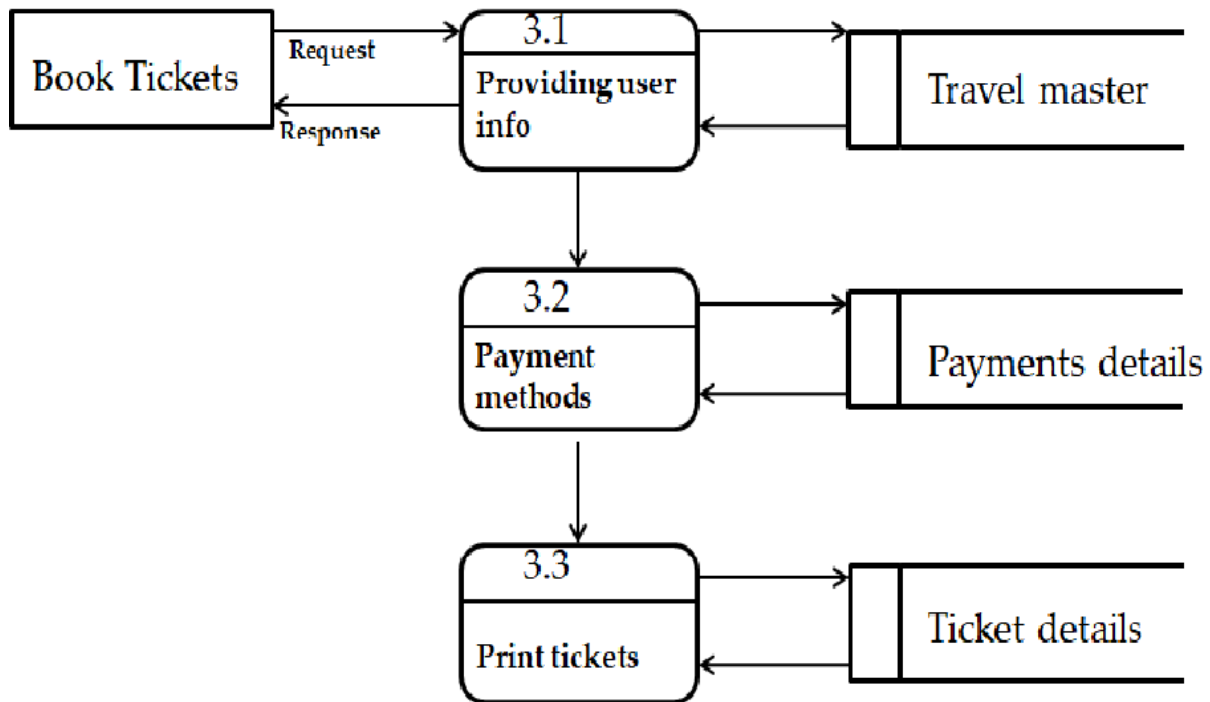 Book Tickets
Request
Response
3.1
Providing user
info
Travel master
3.2
Payment
methods
Payments details
3.3
Print tickets
Ticket details